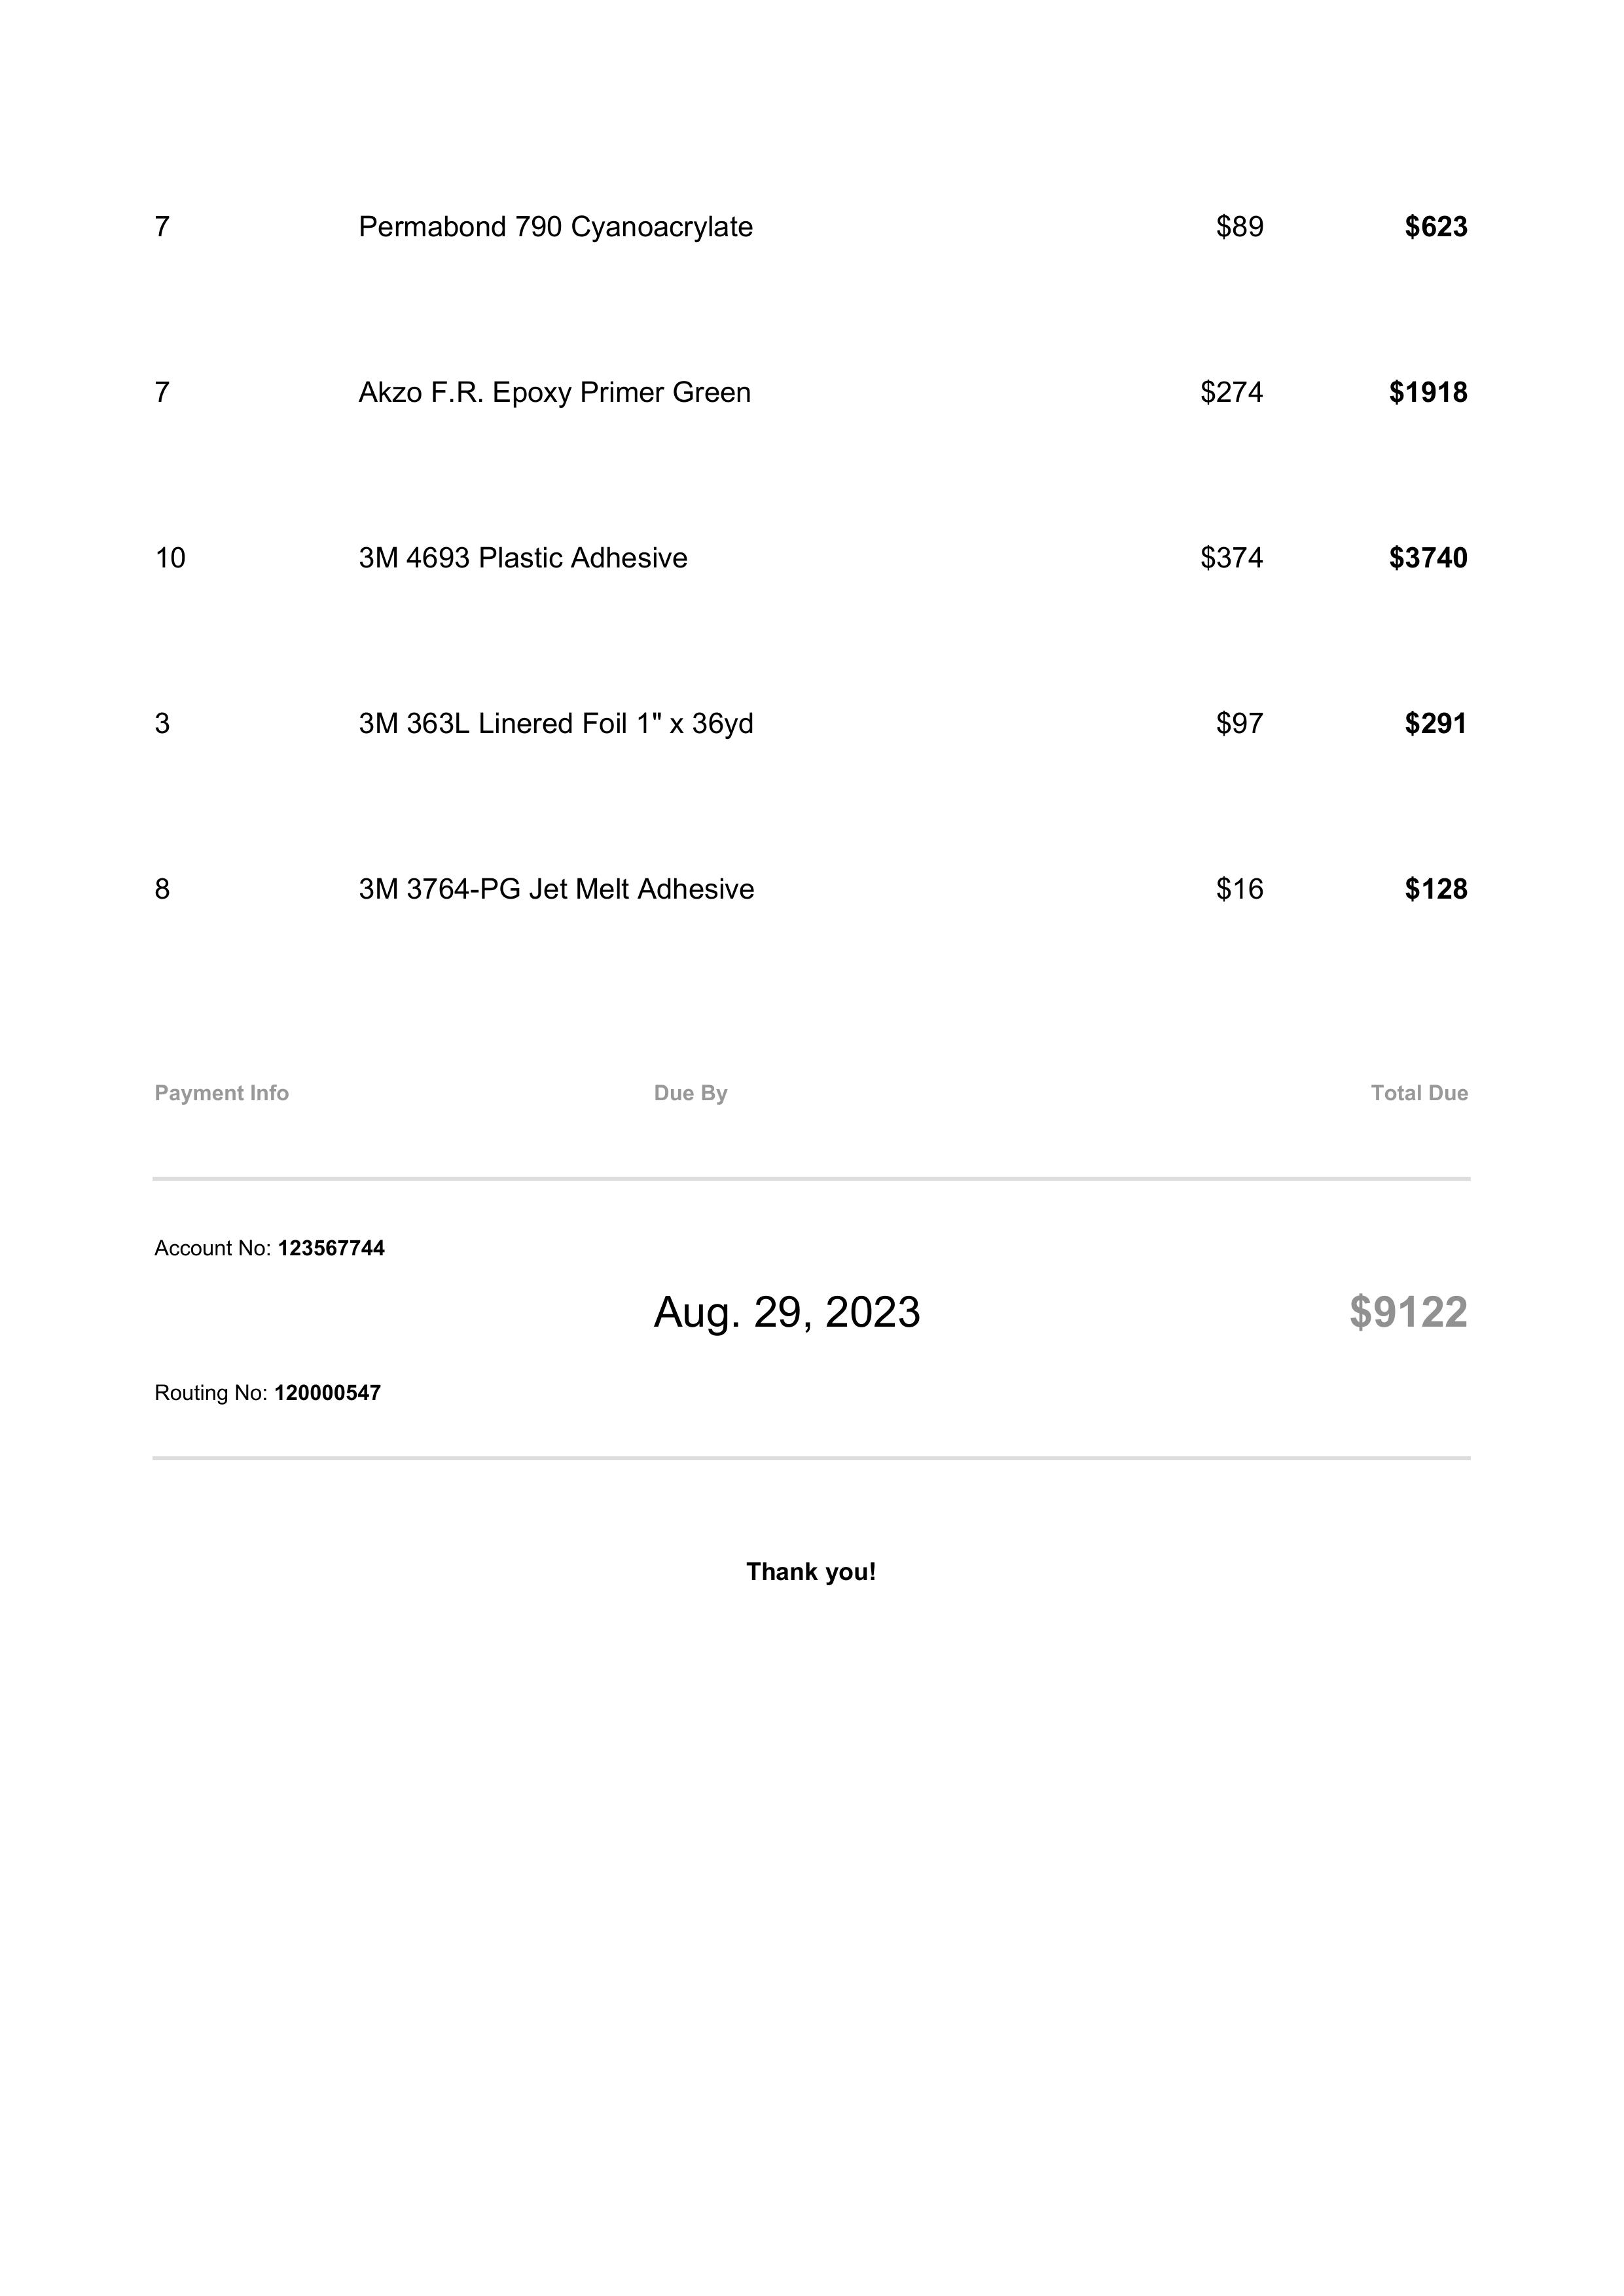 7 Permabond 790 Cyanoacrylate $89 $623
7 Akzo F.R. Epoxy Primer Green $274 $1918
10 3M 4693 Plastic Adhesive $374 $3740
3 3M 363L Linered Foil 1" x 36yd $97 $291
8 3M 3764-PG Jet Melt Adhesive $16 $128
Payment Info Due By Total Due
Account No: 123567744
Aug. 29, 2023 $9122
Routing No: 120000547
Thank you!